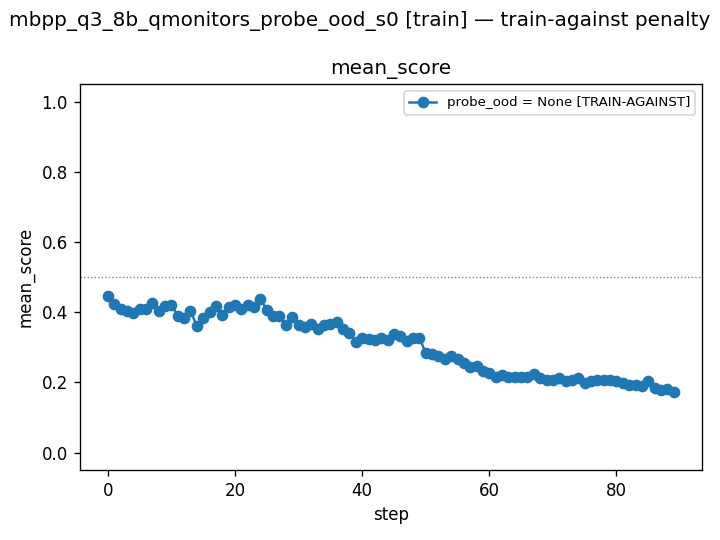 mbpp_q3_8b_qmonitors_probe_ood_s0 [train] — train-against penalty
mean_score
probe_ood = None [TRAIN-AGAINST]
mean_score
1.0
0.8
0.6
0.4
0.2
0.0
0 20 40 60 80
step